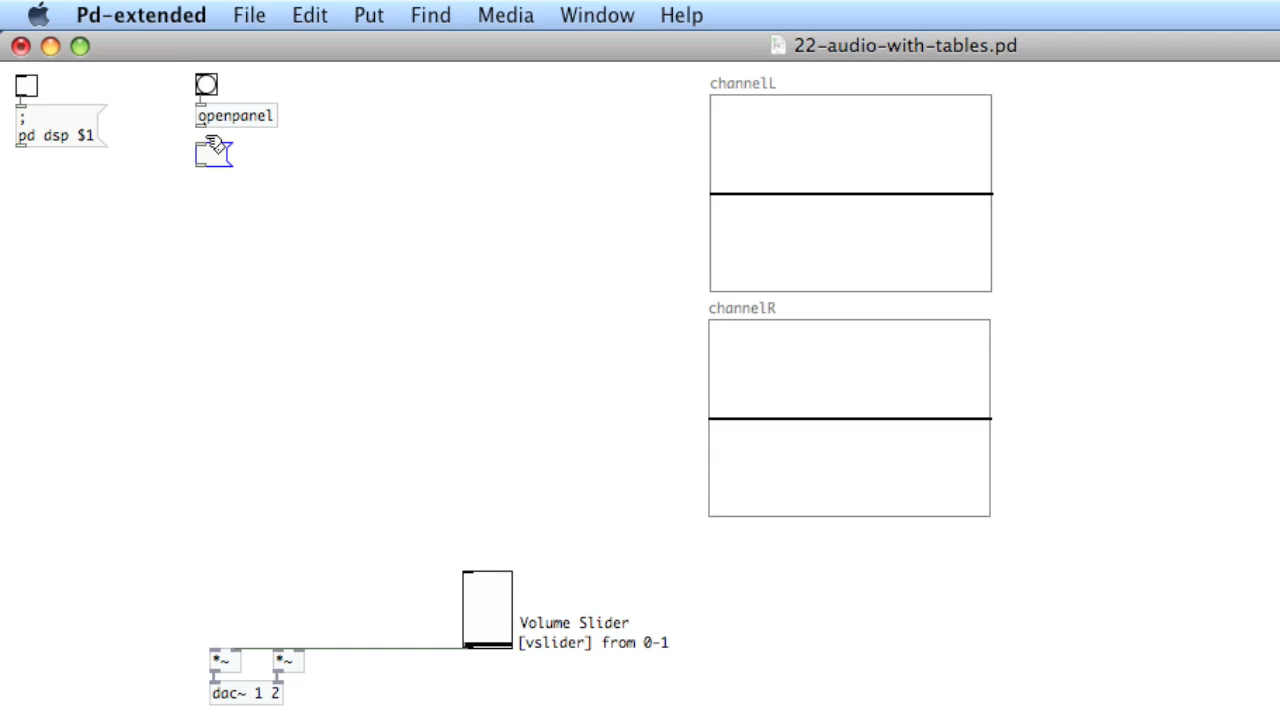 Pd-extended File Edit Put Find Media Window Help
22-audio-with-tables.pd
;
pd dsp $1
openpanel
channelL
channelR
Volume Slider
[vslider] from 0-1
*~ *~
dac~ 1 2